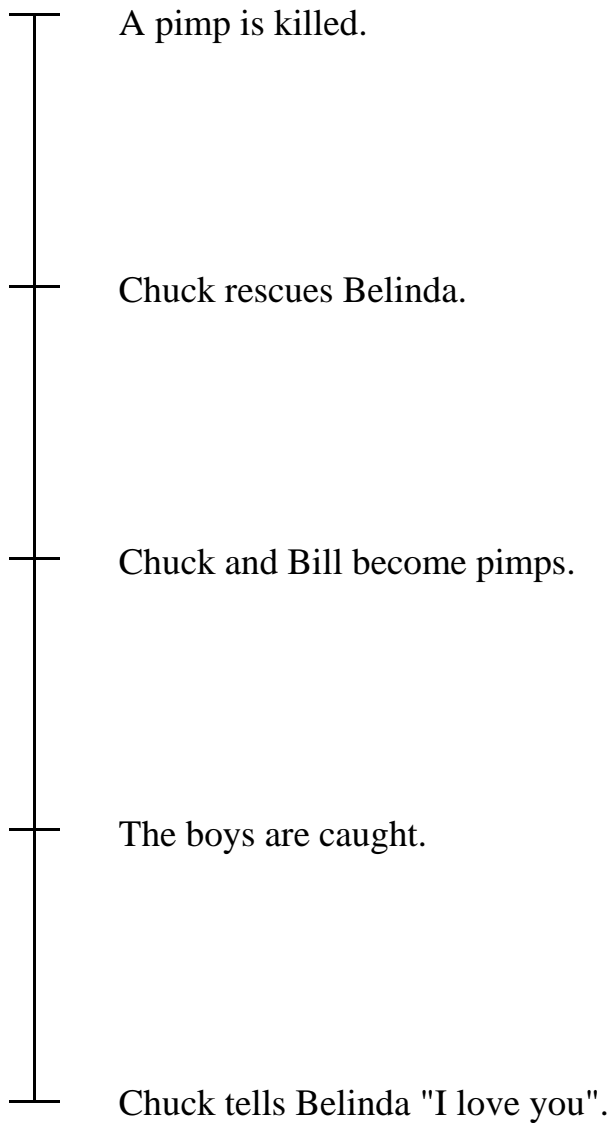 A pimp is killed.
Chuck rescues Belinda.
Chuck and Bill become pimps.
The boys are caught.
Chuck tells Belinda "I love you".